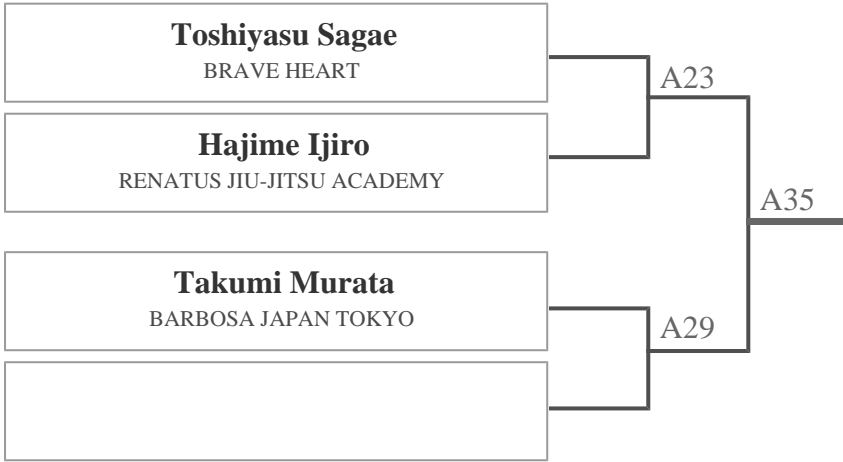 Toshiyasu Sagae
BRAVE HEART
A23
Hajime Ijiro
RENATUS JIU-JITSU ACADEMY
A35
Takumi Murata
BARBOSA JAPAN TOKYO
A29